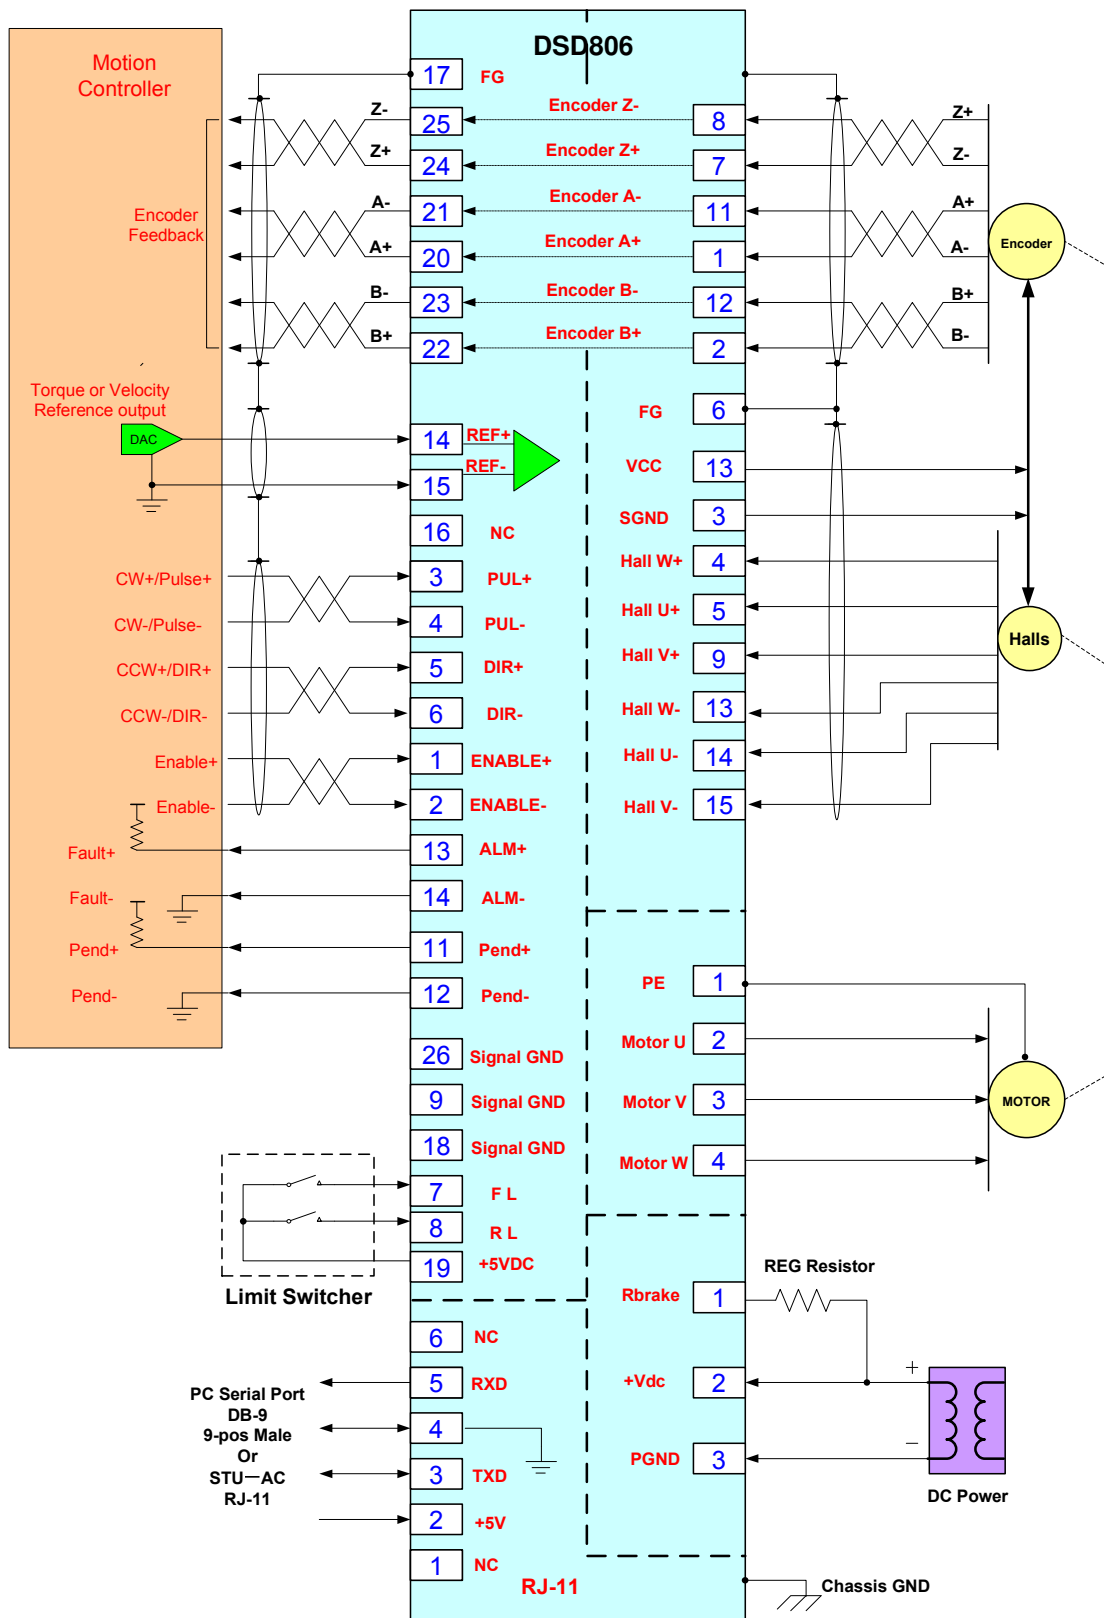 DSD806
Motion
Controller
17 FG
Z- 25 Encoder Z- 8 Z+
Z+ 24 Encoder Z+ 7 Z-
A- 21 Encoder A- 11 A+
A+ 20 Encoder A+ 1 A-
B- 23 Encoder B- 12 B+
B+ 22 Encoder B+ 2 B-
Encoder
Feedback
Encoder
Torque or Velocity
Reference output
DAC
14 REF+
15 REF-
16 NC
CW+/Pulse+ 3 PUL+
CW-/Pulse- 4 PUL-
CCW+/DIR+ 5 DIR+
CCW-/DIR- 6 DIR-
Enable+ 1 ENABLE+
Enable- 2 ENABLE-
Fault+ 13 ALM+
Fault- 14 ALM-
Pend+ 11 Pend+
Pend- 12 Pend-
26 Signal GND
9 Signal GND
18 Signal GND
7 F L
8 R L
19 +5VDC
Limit Switcher
FG 6
VCC 13
SGND 3
Hall W+ 4
Hall U+ 5
Hall V+ 9
Hall W- 13
Hall U- 14
Hall V- 15
Halls
PE 1
Motor U 2
Motor V 3
Motor W 4
MOTOR
REG Resistor
Rbrake 1
+Vdc 2
+
PGND 3
−
DC Power
6 NC
5 RXD
4
3 TXD
2 +5V
1 NC
PC Serial Port
DB-9
9-pos Male
Or
STU—AC
RJ-11
RJ-11
Chassis GND